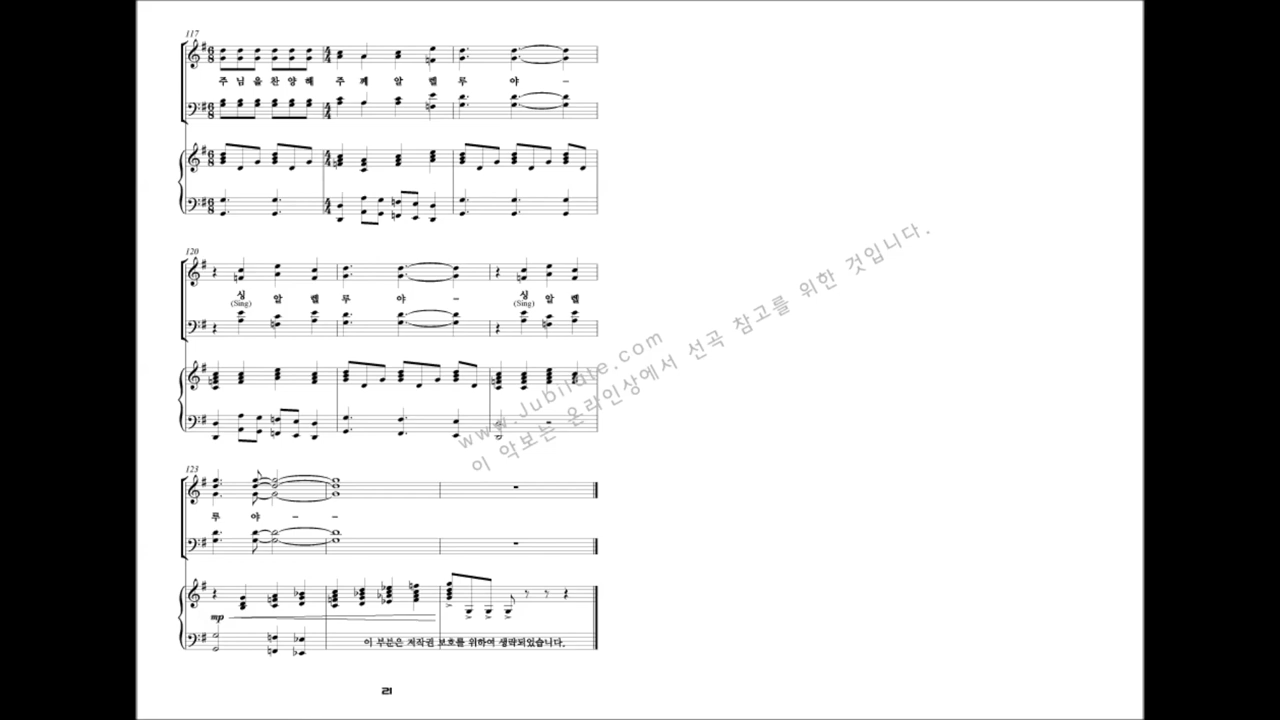 117
주 님 을 찬 양 해 주 께 알 렐 루 야 -
120
싱 알 렐 루 야 - 싱 알 렐
(Sing) (Sing)
123
루 야 - -
mp
이 부분은 저작권 보호를 위하여 생략되었습니다.
21
www.Jubilate.com
이 악보는 온라인상에서 선곡 참고를 위한 것입니다.